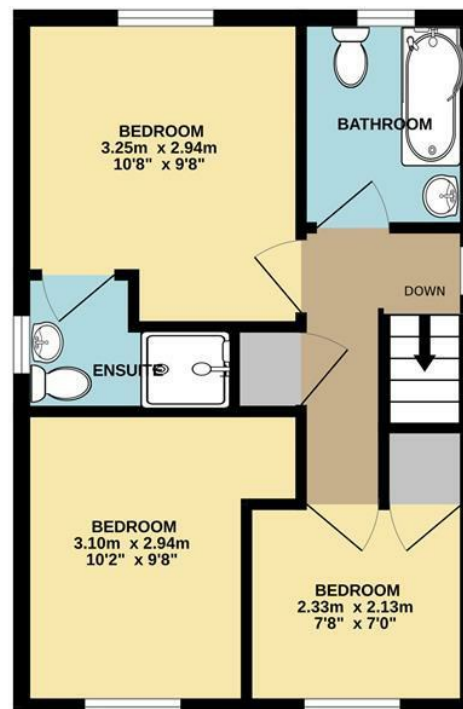 BEDROOM
3.25m x 2.94m
10'8" x 9'8"
BATHROOM
DOWN
ENSUITE
BEDROOM
3.10m x 2.94m
10'2" x 9'8"
BEDROOM
2.33m x 2.13m
7'8" x 7'0"